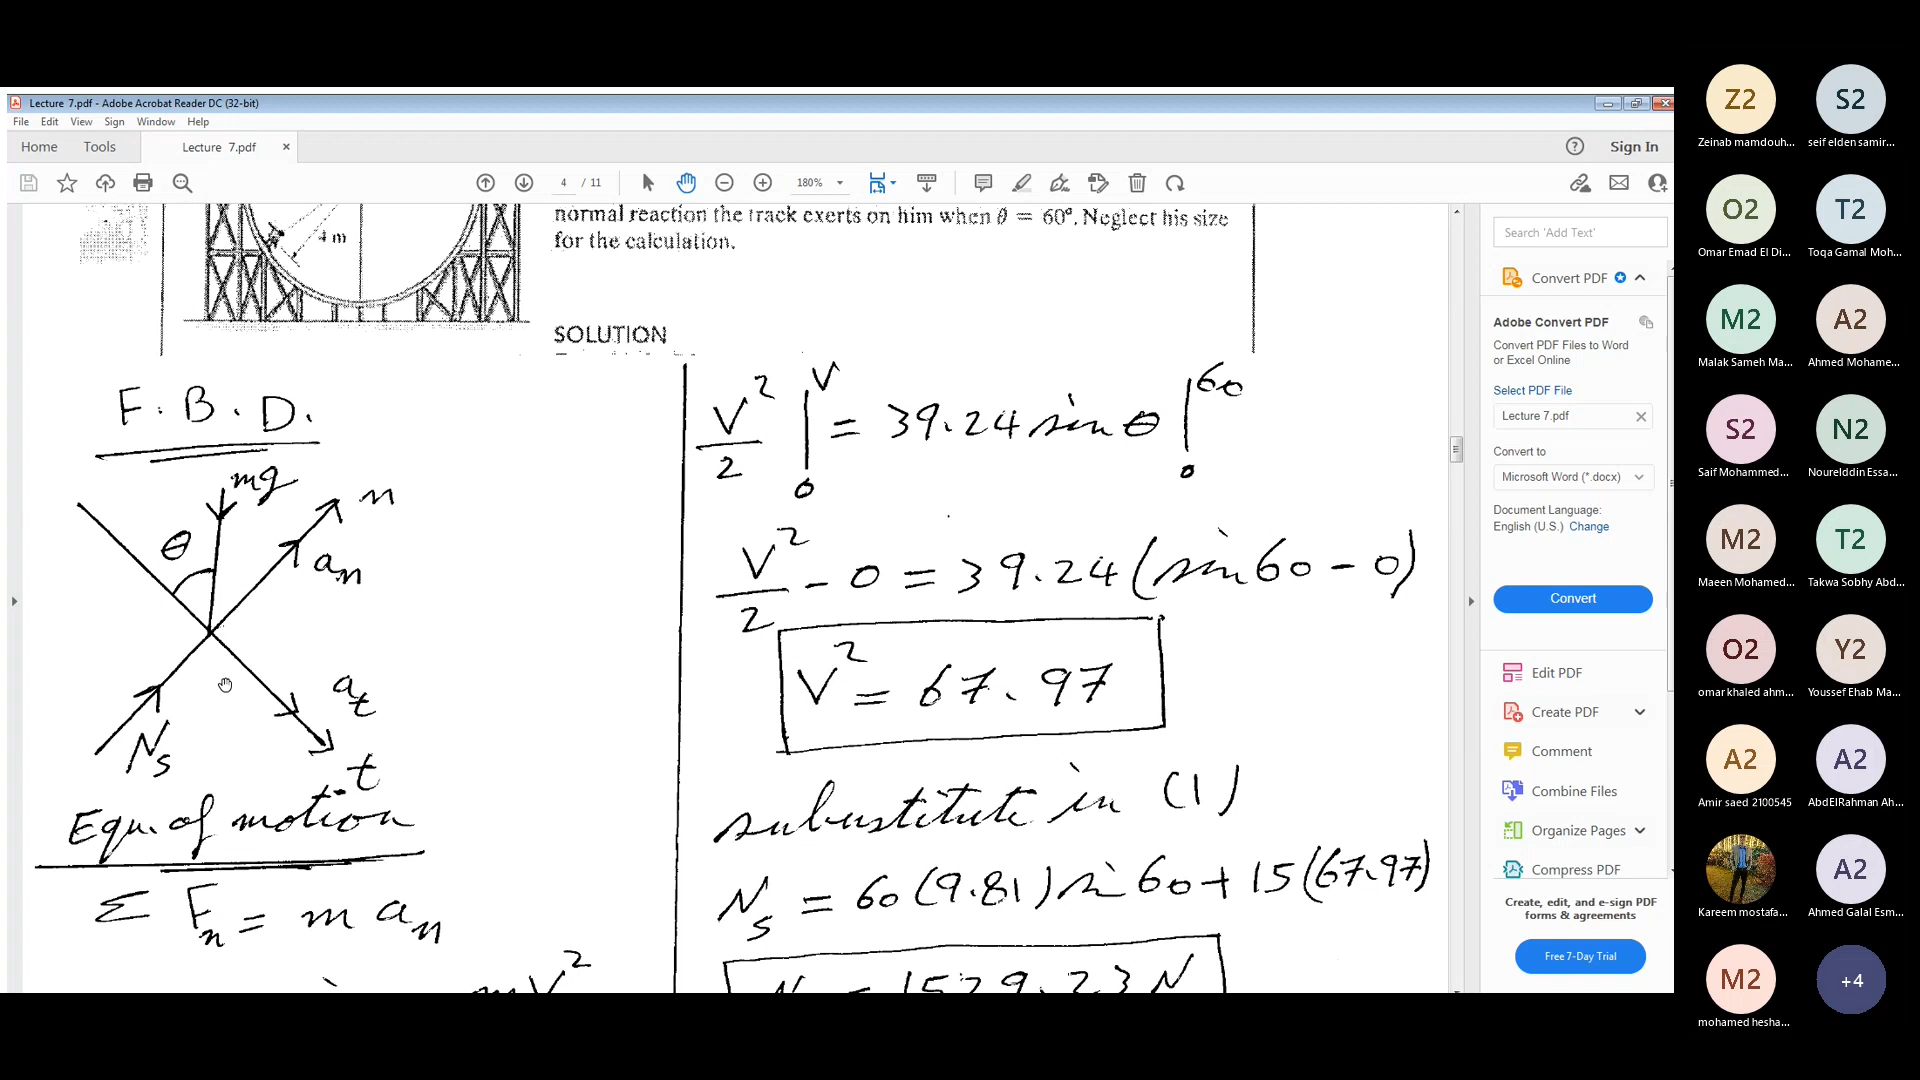 Lecture 7.pdf - Adobe Acrobat Reader DC (32-bit)
File Edit View Sign Window Help
Home Tools Lecture 7.pdf × Sign In
4 / 11 180%
normal reaction the track exerts on him when θ = 60°. Neglect his size
for the calculation.
4 m
SOLUTION
F.B.D.
mg
n
θ
an
at
Ns
t
Equ. of motion
Σ Fn = m an
mv²
V²/2 |₀ᵛ = 39.24 sin θ |₀⁶⁰
V²/2 - 0 = 39.24 (sin 60 - 0)
V² = 67.97
substitute in (1)
Ns = 60 (9.81) sin 60 + 15 (67.97)
N = 1529.23 N
Search 'Add Text'
Convert PDF
Adobe Convert PDF
Convert PDF Files to Word
or Excel Online
Select PDF File
Lecture 7.pdf
Convert to
Microsoft Word (*.docx)
Document Language:
English (U.S.) Change
Convert
Edit PDF
Create PDF
Comment
Combine Files
Organize Pages
Compress PDF
Create, edit, and e-sign PDF
forms & agreements
Free 7-Day Trial
Z2 S2
Zeinab mamdouh... seif elden samir...
O2 T2
Omar Emad El Di... Toqa Gamal Moh...
M2 A2
Malak Sameh Ma... Ahmed Mohame...
S2 N2
Saif Mohammed... Nourelddin Essa...
M2 T2
Maeen Mohamed... Takwa Sobhy Abd...
O2 Y2
omar khaled ahm... Youssef Ehab Ma...
A2 A2
Amir saed 2100545 AbdElRahman Ah...
A2
Kareem mostafa... Ahmed Galal Esm...
M2 +4
mohamed hesha...